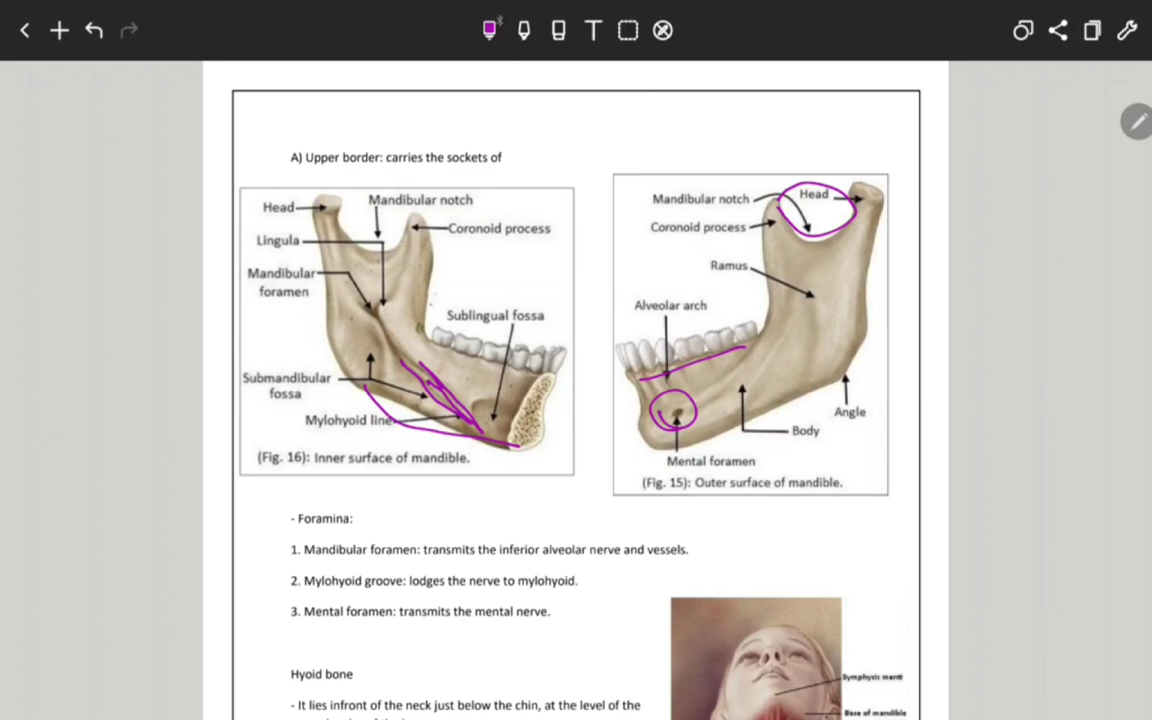 A) Upper border: carries the sockets of
Head
Mandibular notch
Coronoid process
Lingula
Mandibular
foramen
Sublingual fossa
Submandibular
fossa
Mylohyoid line
(Fig. 16): Inner surface of mandible.
Mandibular notch
Head
Coronoid process
Ramus
Alveolar arch
Angle
Body
Mental foramen
(Fig. 15): Outer surface of mandible.
- Foramina:
1. Mandibular foramen: transmits the inferior alveolar nerve and vessels.
2. Mylohyoid groove: lodges the nerve to mylohyoid.
3. Mental foramen: transmits the mental nerve.
Hyoid bone
- It lies infront of the neck just below the chin, at the level of the
Symphysis menti
Base of mandible